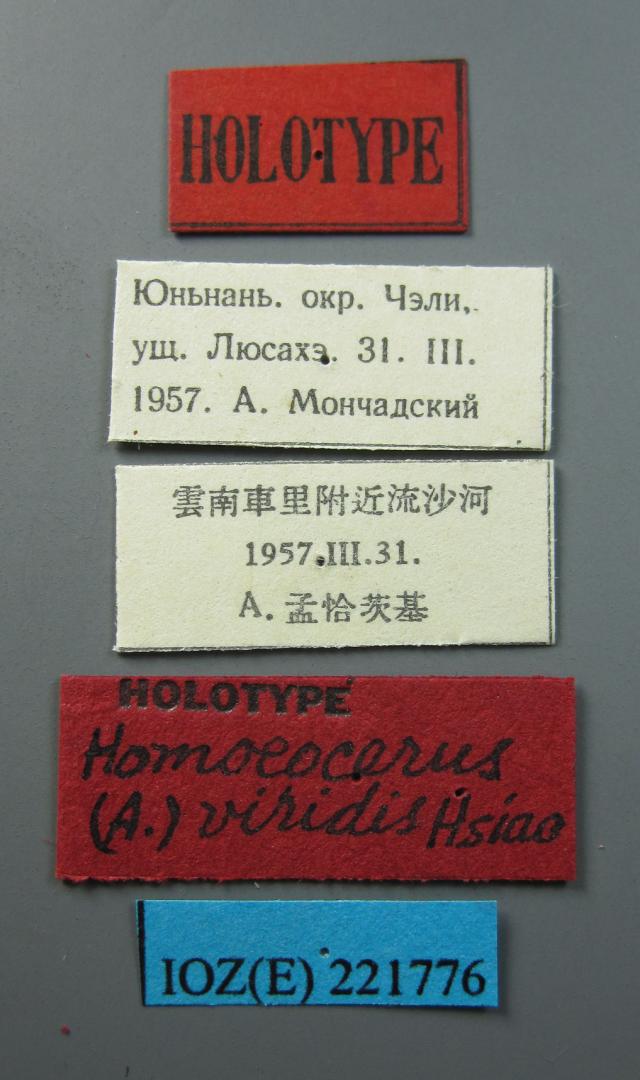 HOLOTYPE
Юньнань. окр. Чэли,
ущ. Люсахэ. 31. III.
1957. А. Мончадский
雲南車里附近流沙河
1957.III.31.
A. 孟恰茨基
HOLOTYPE
Homoeocerus
(A.) viridis Hsiao
IOZ(E) 221776